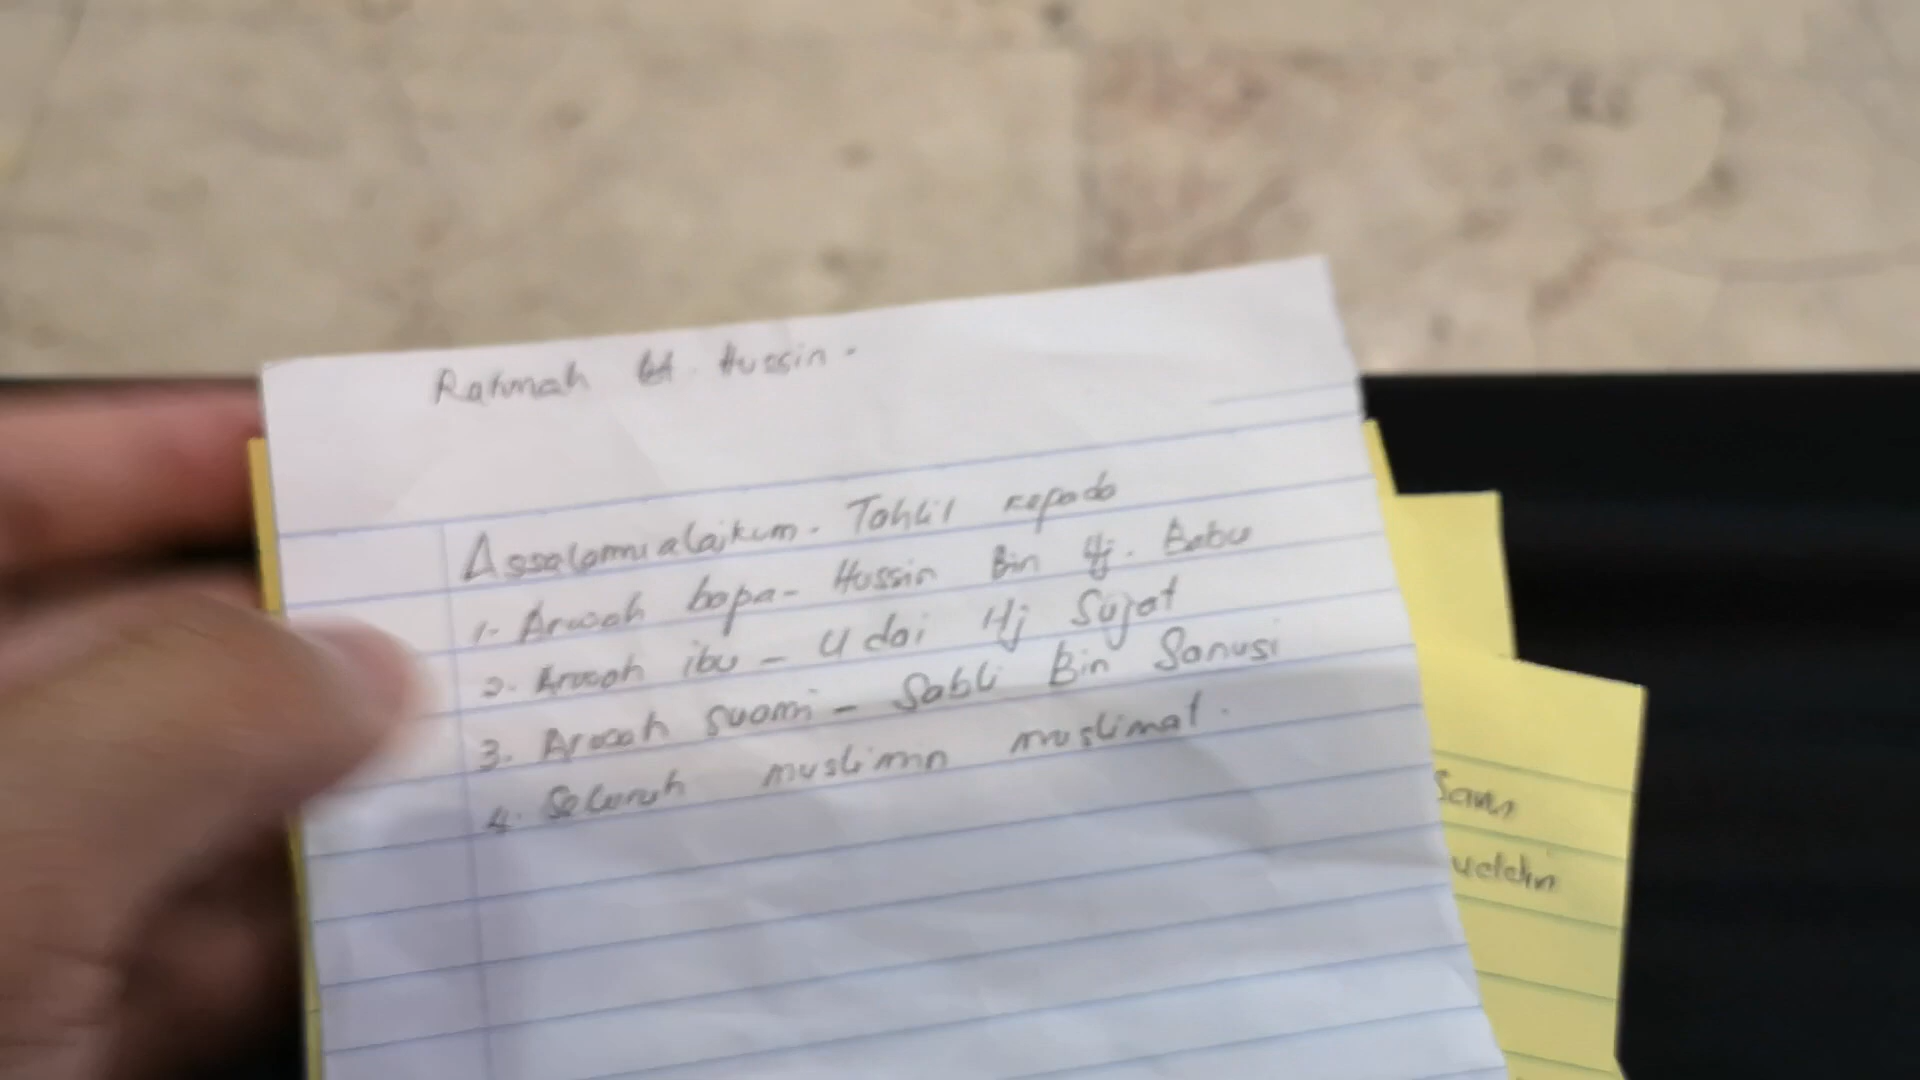 Rahmah bt. Hussin.
Assalamualaikum. Tahlil kepada
1. Arwah bapa - Hussin Bin Hj. Babu
2. Arwah ibu - Udai Hj Sujat
3. Arwah suami - Sabli Bin Sanusi
4. Seluruh muslimin muslimat.
uddin